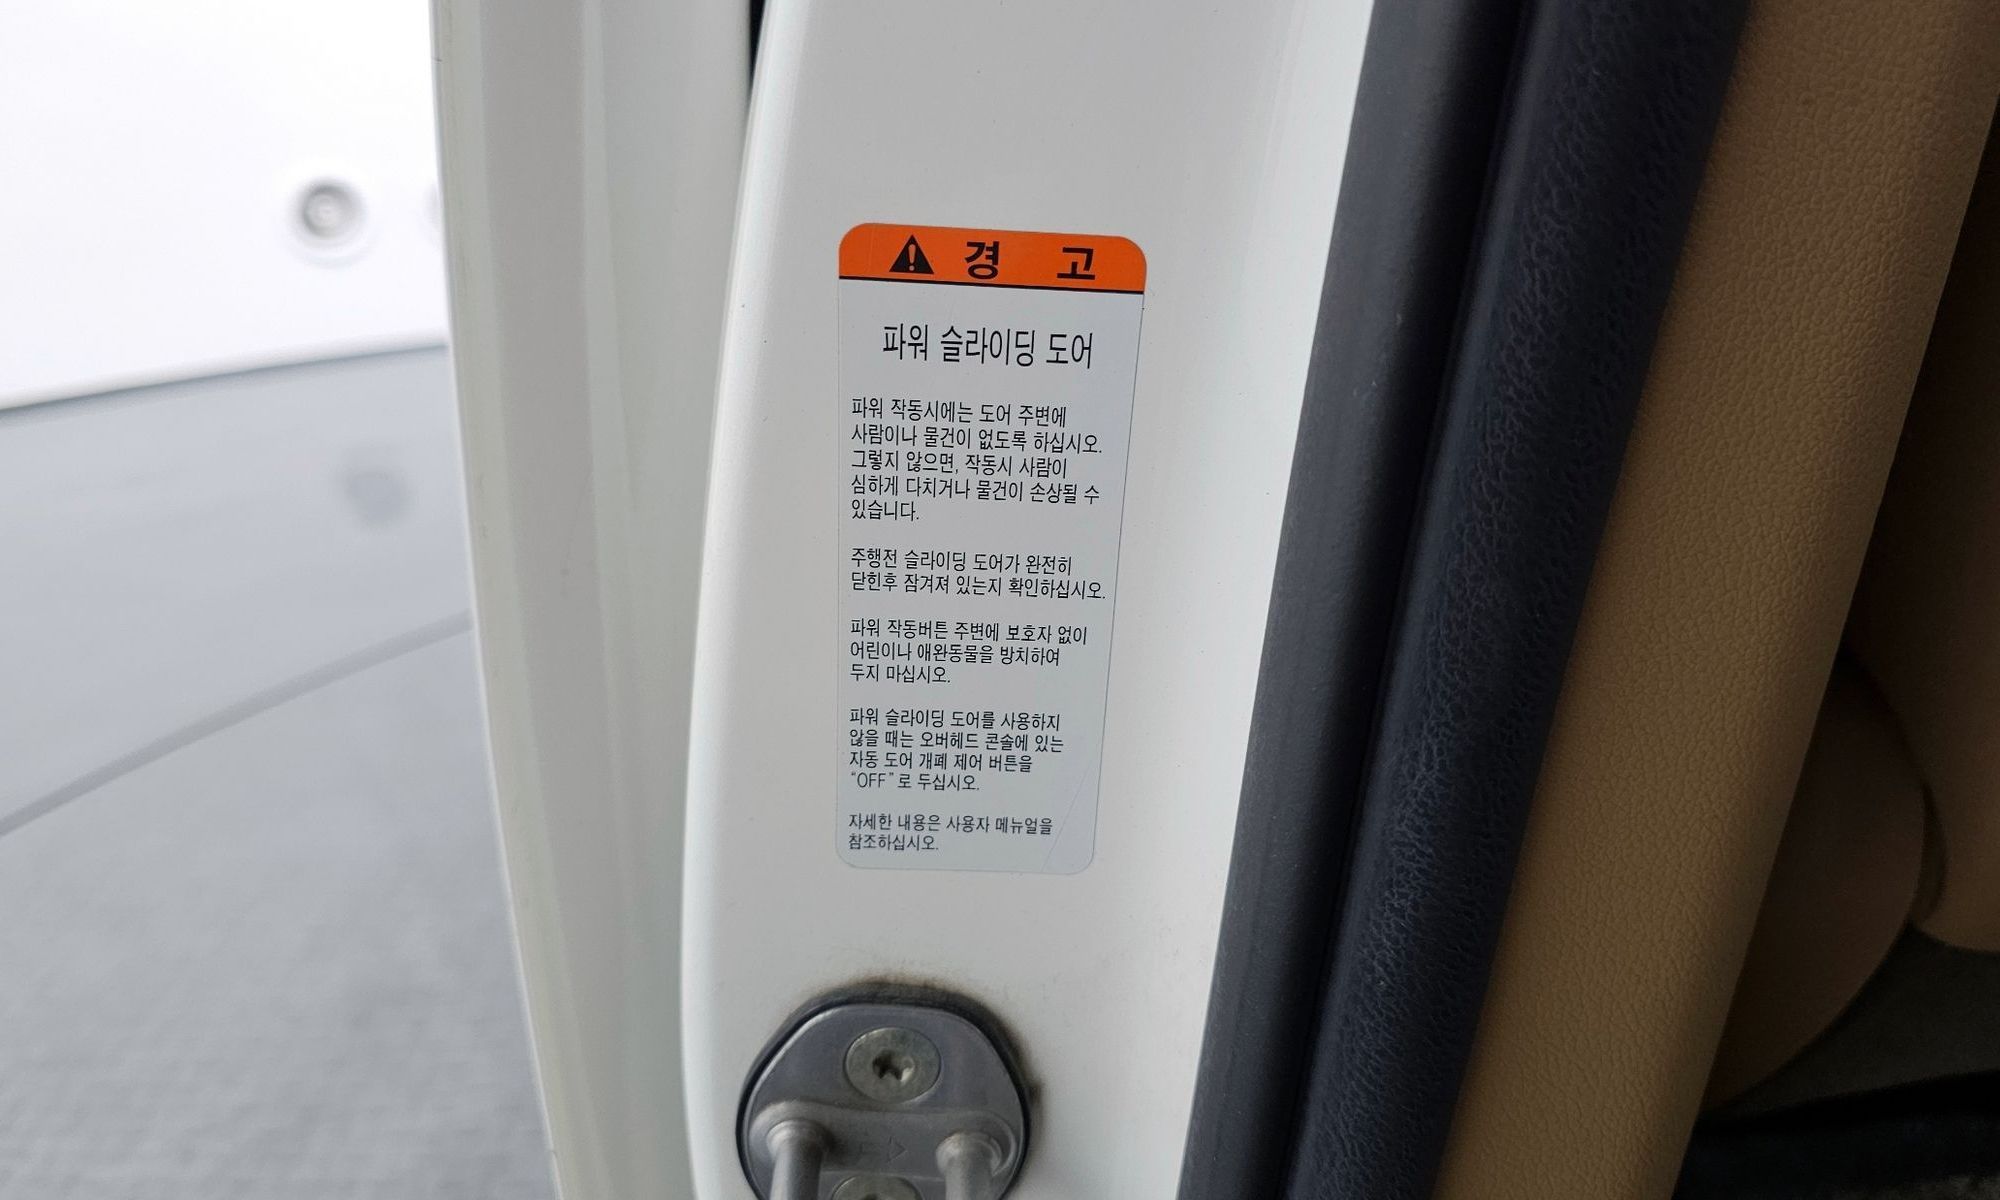 경 고
파워 슬라이딩 도어
파워 작동시에는 도어 주변에
사람이나 물건이 없도록 하십시오.
그렇지 않으면, 작동시 사람이
심하게 다치거나 물건이 손상될 수
있습니다.
주행전 슬라이딩 도어가 완전히
닫힌후 잠겨져 있는지 확인하십시오.
파워 작동버튼 주변에 보호자 없이
어린이나 애완동물을 방치하여
두지 마십시오.
파워 슬라이딩 도어를 사용하지
않을 때는 오버헤드 콘솔에 있는
자동 도어 개폐 제어 버튼을
“OFF”로 두십시오.
자세한 내용은 사용자 메뉴얼을
참조하십시오.